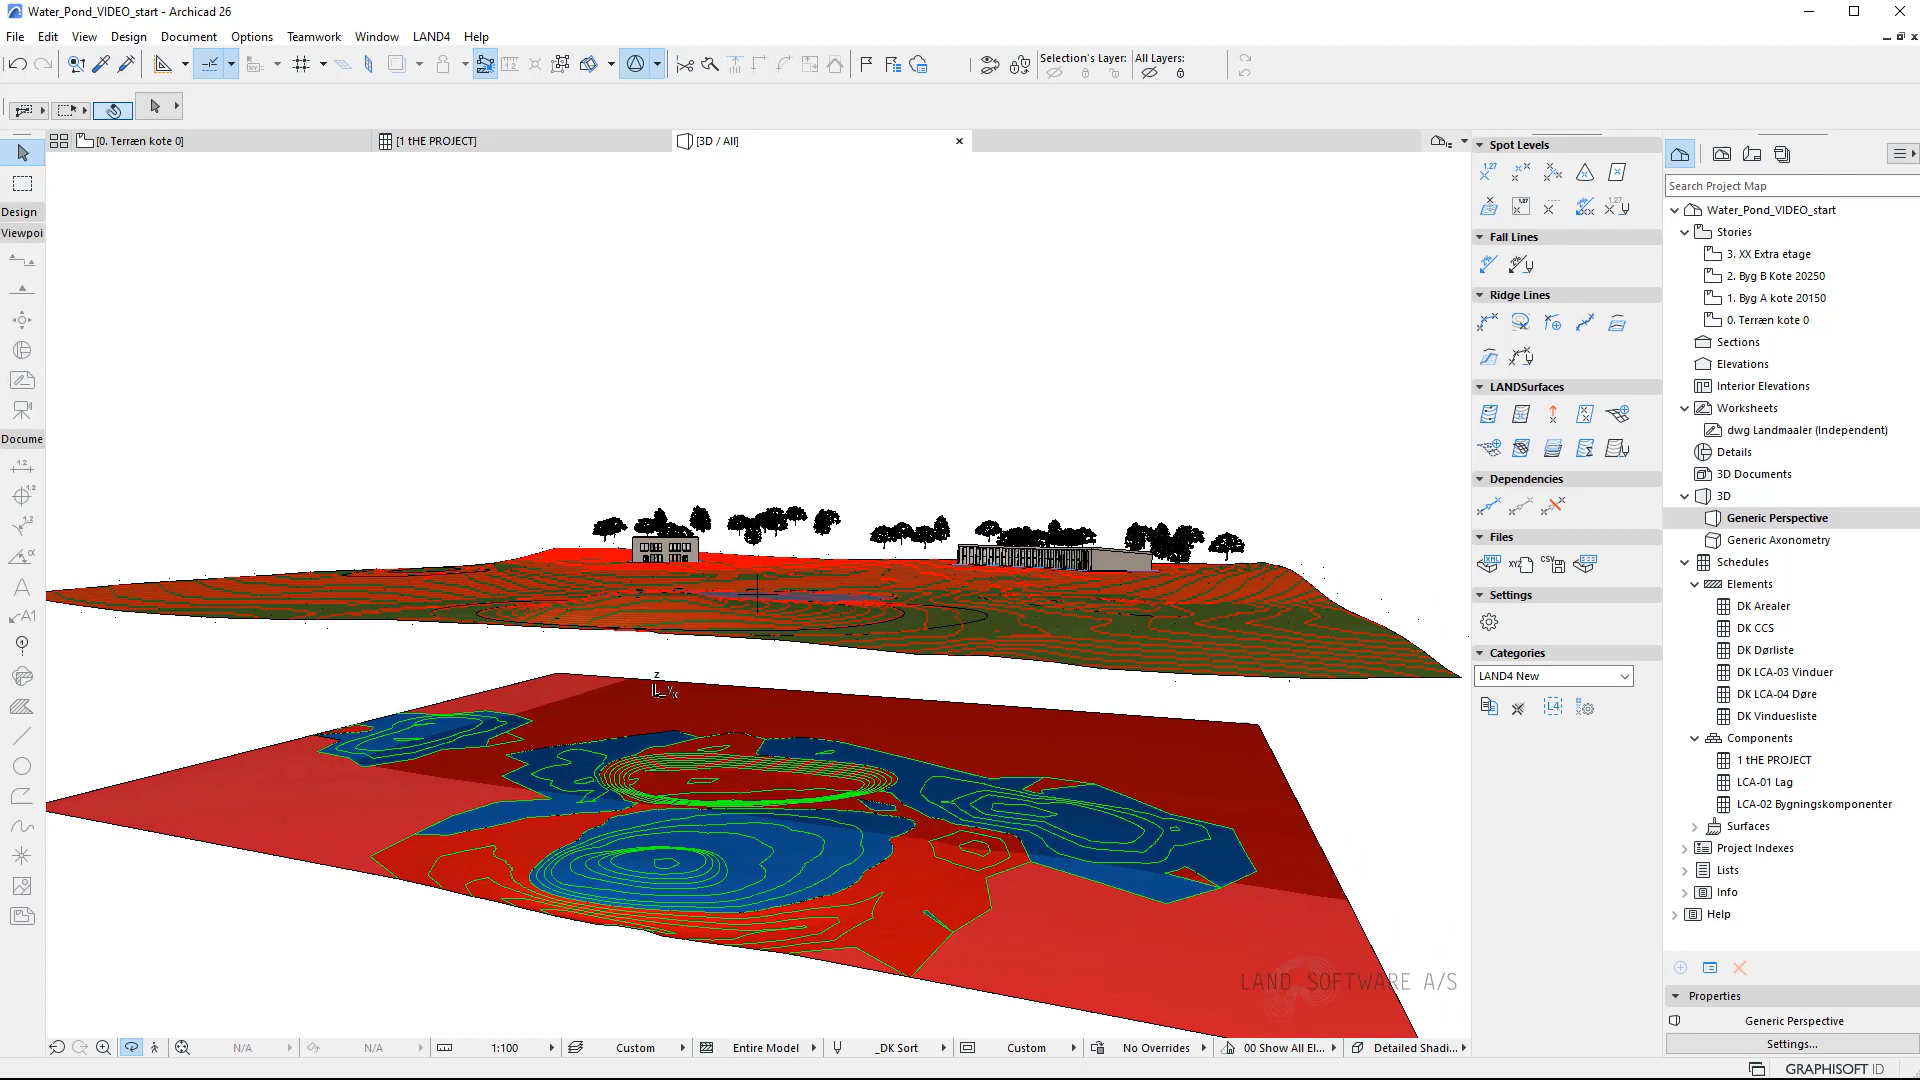 Water_Pond_VIDEO_start - Archicad 26
File Edit View Design Document Options Teamwork Window LAND4 Help
Selection's Layer: All Layers:
[0. Terræn kote 0] [1 tHE PROJECT] [3D / All]
Design
Viewpoi
Docume
Spot Levels
Fall Lines
Ridge Lines
LANDSurfaces
Dependencies
Files
Settings
Categories
LAND4 New
Search Project Map
Water_Pond_VIDEO_start
Stories
3. XX Extra etage
2. Byg B Kote 20250
1. Byg A kote 20150
0. Terræn kote 0
Sections
Elevations
Interior Elevations
Worksheets
dwg Landmaaler (Independent)
Details
3D Documents
3D
Generic Perspective
Generic Axonometry
Schedules
Elements
DK Arealer
DK CCS
DK Dørliste
DK LCA-03 Vinduer
DK LCA-04 Døre
DK Vinduesliste
Components
1 tHE PROJECT
LCA-01 Lag
LCA-02 Bygningskomponenter
Surfaces
Project Indexes
Lists
Info
Help
z
LAND SOFTWARE A/S
Properties
Generic Perspective
Settings...
N/A N/A 1:100 Custom Entire Model _DK Sort Custom No Overrides 00 Show All El... Detailed Shadi...
GRAPHISOFT ID